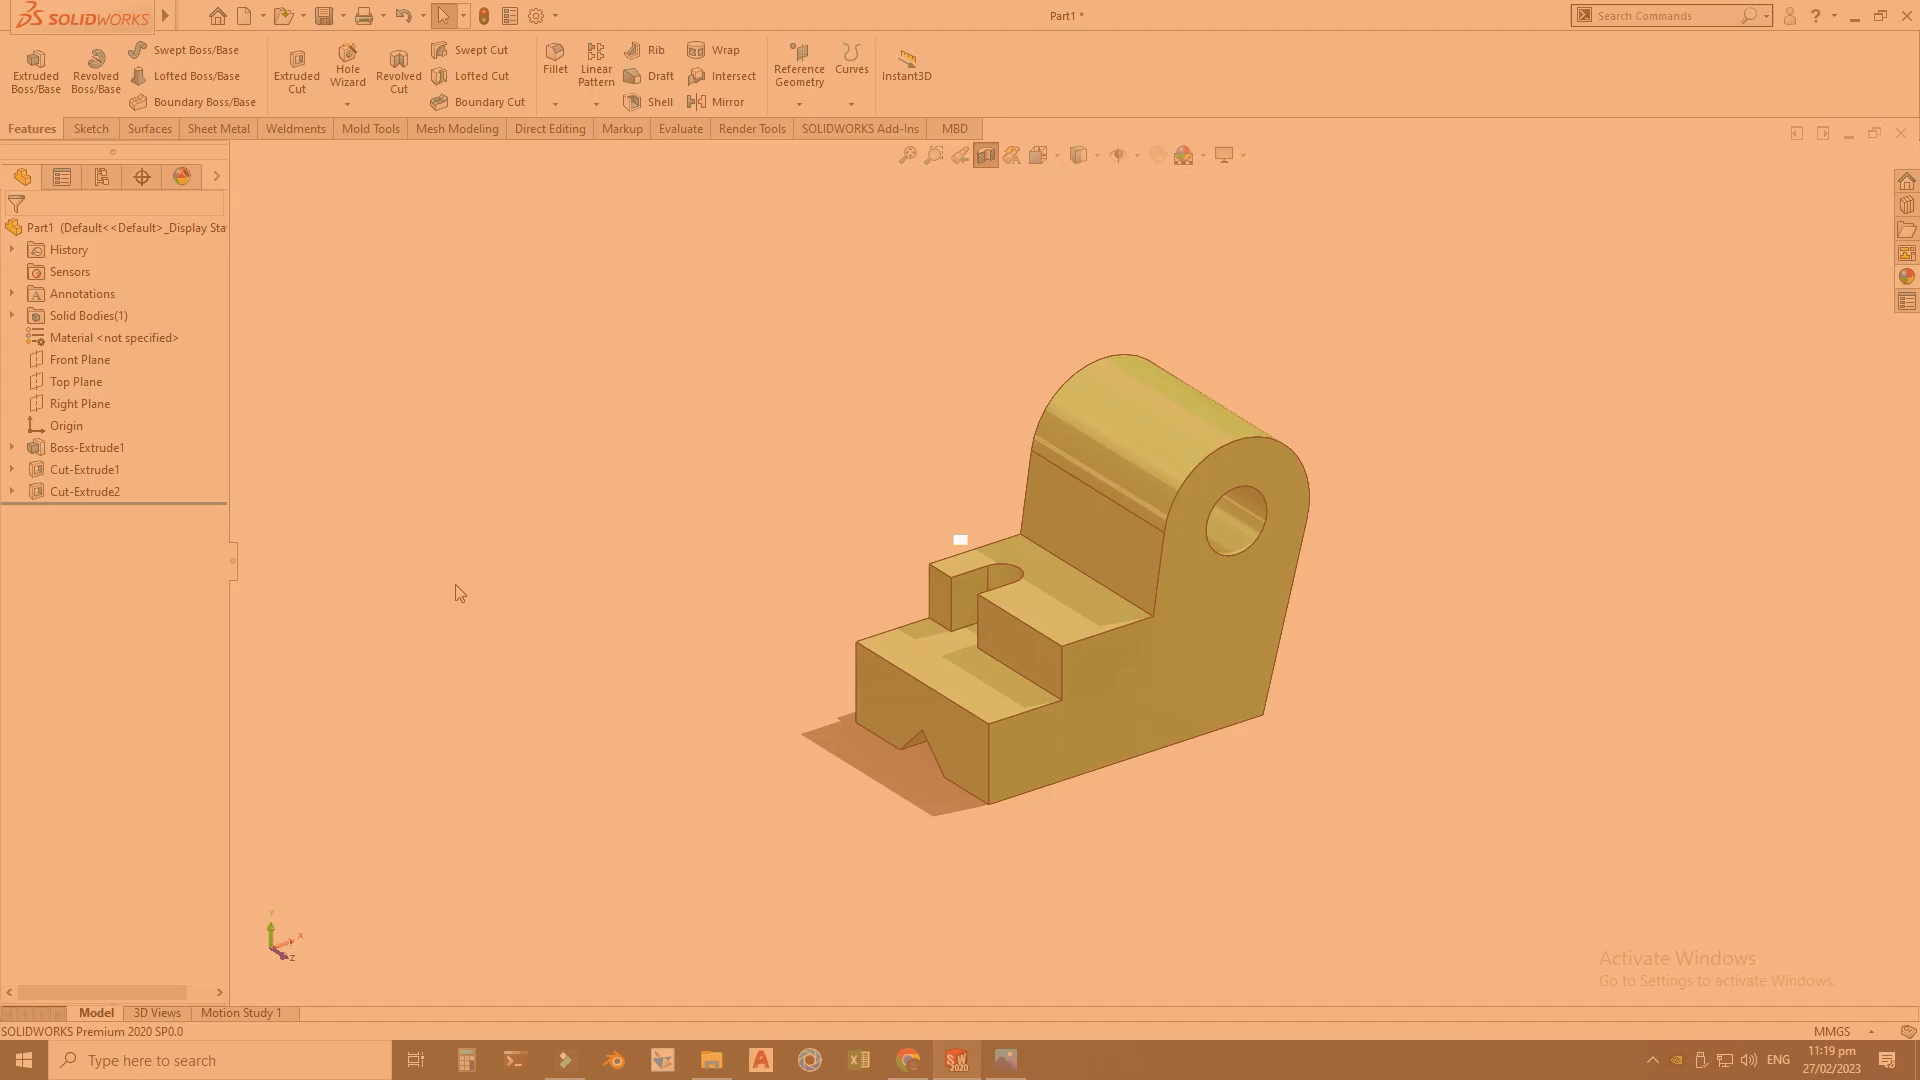 SOLIDWORKS
Part1 *
Search Commands
Extruded Boss/Base
Revolved Boss/Base
Swept Boss/Base
Lofted Boss/Base
Boundary Boss/Base
Extruded Cut
Hole Wizard
Revolved Cut
Swept Cut
Lofted Cut
Boundary Cut
Fillet
Linear Pattern
Rib
Draft
Shell
Wrap
Intersect
Mirror
Reference Geometry
Curves
Instant3D
Features Sketch Surfaces Sheet Metal Weldments Mold Tools Mesh Modeling Direct Editing Markup Evaluate Render Tools SOLIDWORKS Add-Ins MBD
Part1 (Default<<Default>_Display Sta
History
Sensors
A Annotations
Solid Bodies(1)
Material <not specified>
Front Plane
Top Plane
Right Plane
Origin
Boss-Extrude1
Cut-Extrude1
Cut-Extrude2
Y
X
Z
Activate Windows
Go to Settings to activate Windows.
Model 3D Views Motion Study 1
SOLIDWORKS Premium 2020 SP0.0
MMGS
Type here to search
SW 2020
ENG
11:19 pm
27/02/2023